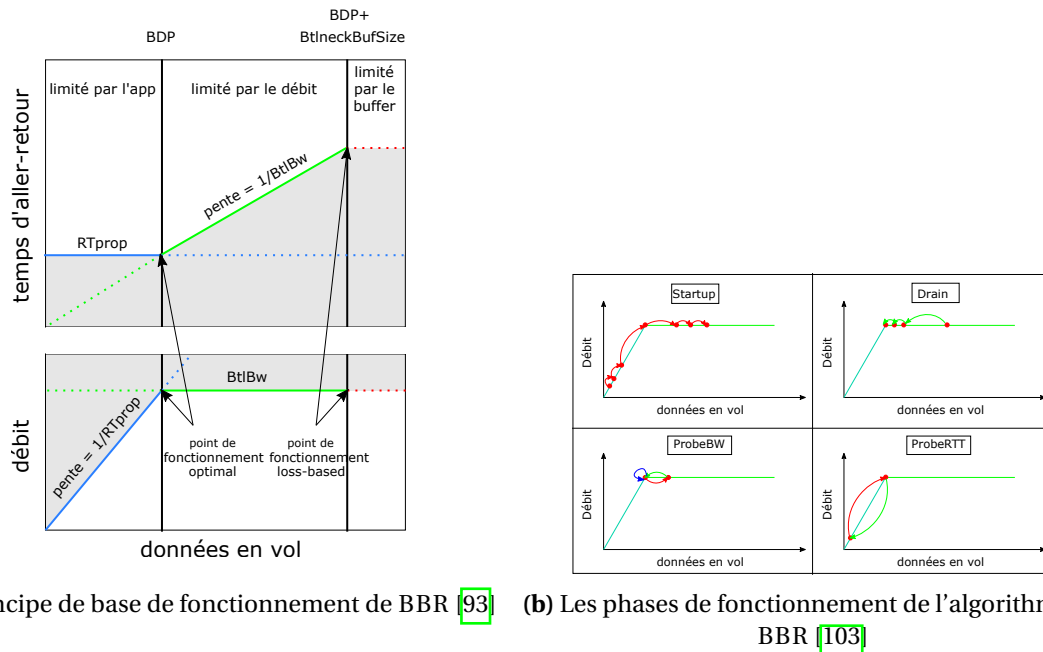 BDP
BDP+
BtlneckBufSize
limité par l'app
limité par le débit
limité
par le
buffer
temps d'aller-retour
RTprop
pente = 1/BtlBw
débit
pente = 1/RTprop
BtlBw
point de
fonctionnement
optimal
point de
fonctionnement
loss-based
données en vol
Startup
Débit
données en vol
Drain
Débit
données en vol
ProbeBW
Débit
données en vol
ProbeRTT
Débit
données en vol
ncipe de base de fonctionnement de BBR [93]
(b) Les phases de fonctionnement de l'algorithm
BBR [103]